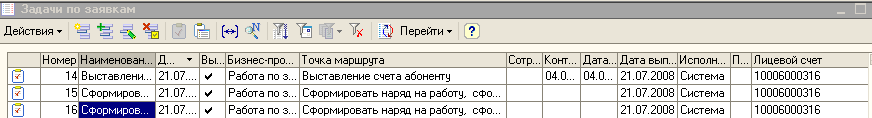 Задачи по заявкам
Действия Перейти
Номер Наименован... Д... Вы... Бизнес-про... Точка маршрута Сотр... Конт... Дата... Дата вып... Исполн... П... Лицевой счет
14 Выставлени... 21.07.... Работа по з... Выставление счета абоненту 04.0... 04.0... 21.07.2008 Система 10006000316
15 Сформиров... 21.07.... Работа по з... Сформировать наряд на работу, сфо... 21.07.2008 Система 10006000316
16 Сформиров... 21.07.... Работа по з... Сформировать наряд на работу, сфо... 21.07.2008 Система 10006000316